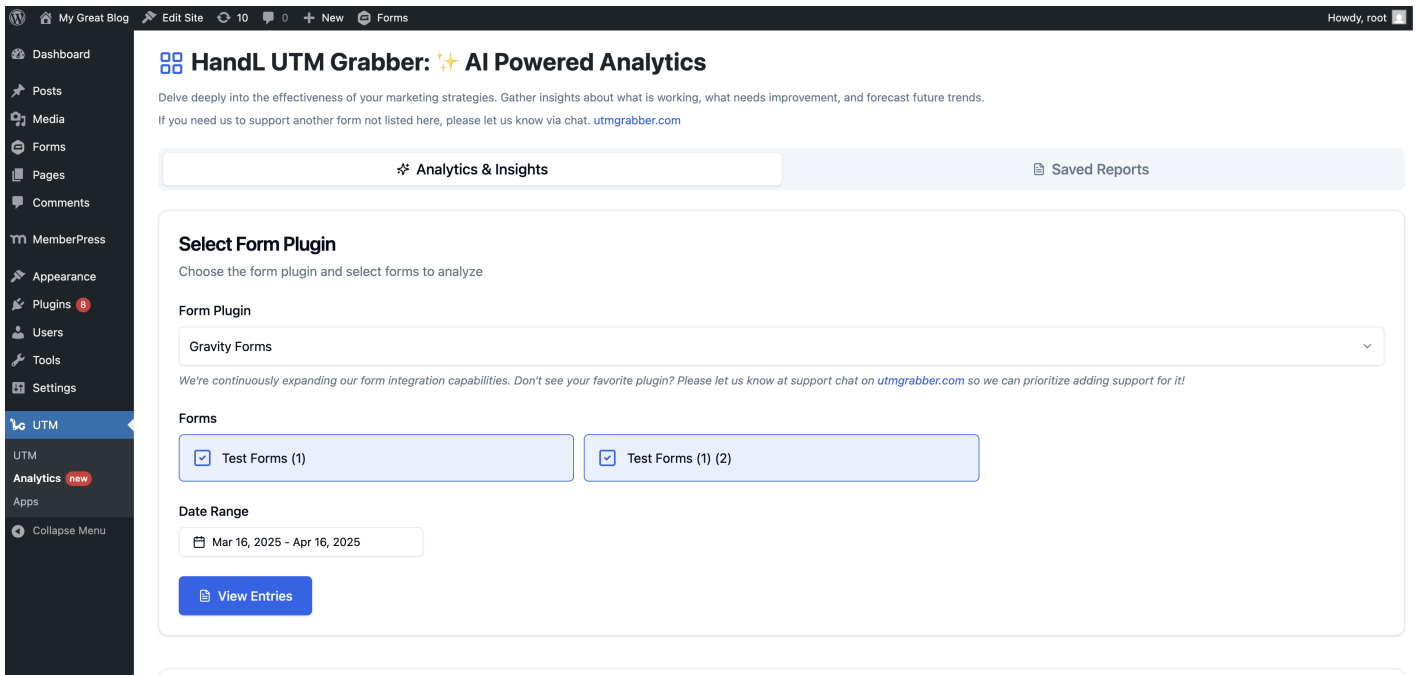 My Great Blog Edit Site 10 0 New Forms Howdy, root
Dashboard
Posts
Media
Forms
Pages
Comments
MemberPress
Appearance
Plugins 8
Users
Tools
Settings
UTM
UTM
Analytics new
Apps
Collapse Menu
HandL UTM Grabber: ✨ AI Powered Analytics
Delve deeply into the effectiveness of your marketing strategies. Gather insights about what is working, what needs improvement, and forecast future trends.
If you need us to support another form not listed here, please let us know via chat. utmgrabber.com
Analytics & Insights Saved Reports
Select Form Plugin
Choose the form plugin and select forms to analyze
Form Plugin
Gravity Forms
We're continuously expanding our form integration capabilities. Don't see your favorite plugin? Please let us know at support chat on utmgrabber.com so we can prioritize adding support for it!
Forms
Test Forms (1) Test Forms (1) (2)
Date Range
Mar 16, 2025 - Apr 16, 2025
View Entries